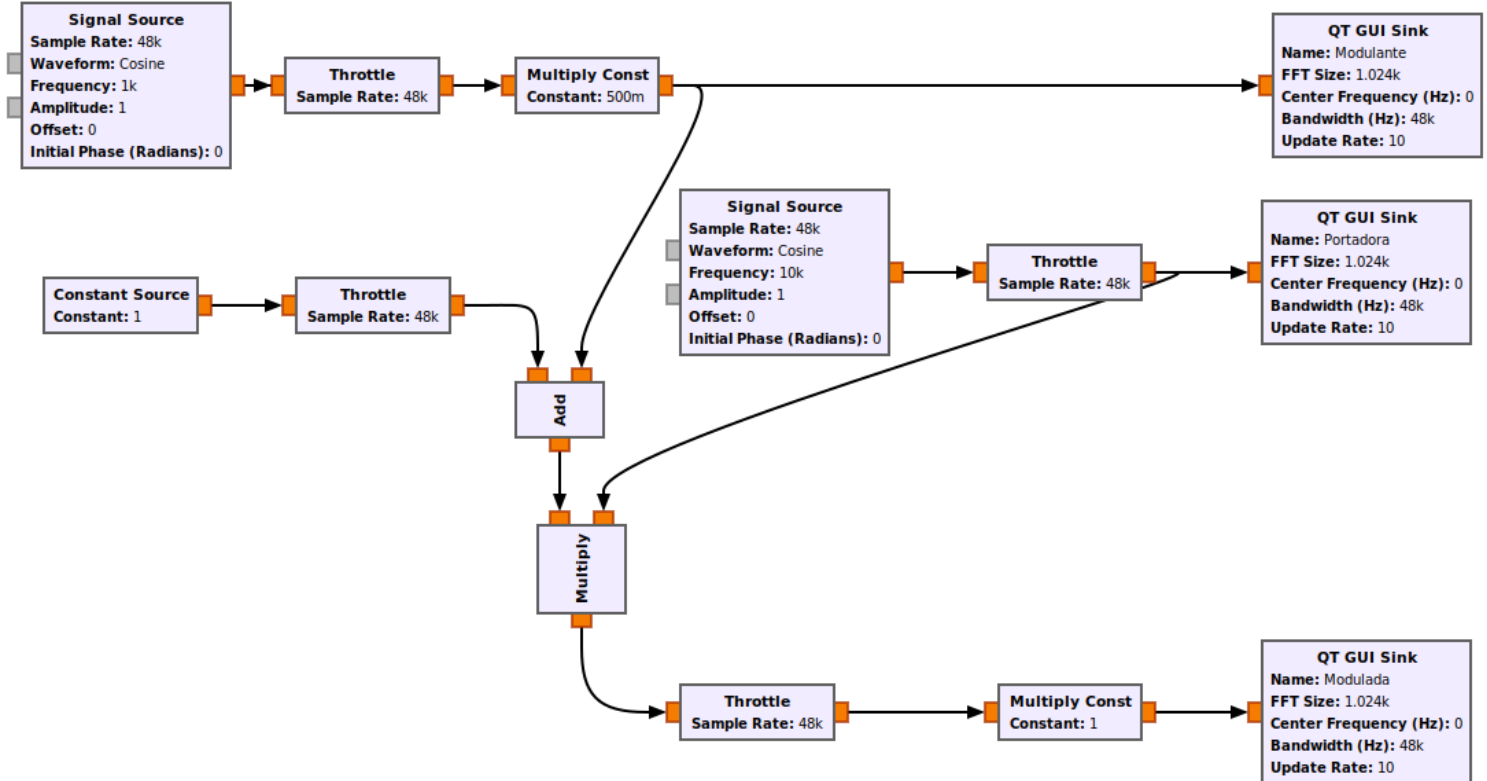 Signal Source
Sample Rate: 48k
Waveform: Cosine
Frequency: 1k
Amplitude: 1
Offset: 0
Initial Phase (Radians): 0
Throttle
Sample Rate: 48k
Multiply Const
Constant: 500m
QT GUI Sink
Name: Modulante
FFT Size: 1.024k
Center Frequency (Hz): 0
Bandwidth (Hz): 48k
Update Rate: 10
Signal Source
Sample Rate: 48k
Waveform: Cosine
Frequency: 10k
Amplitude: 1
Offset: 0
Initial Phase (Radians): 0
Throttle
Sample Rate: 48k
QT GUI Sink
Name: Portadora
FFT Size: 1.024k
Center Frequency (Hz): 0
Bandwidth (Hz): 48k
Update Rate: 10
Constant Source
Constant: 1
Throttle
Sample Rate: 48k
Add
Multiply
Throttle
Sample Rate: 48k
Multiply Const
Constant: 1
QT GUI Sink
Name: Modulada
FFT Size: 1.024k
Center Frequency (Hz): 0
Bandwidth (Hz): 48k
Update Rate: 10